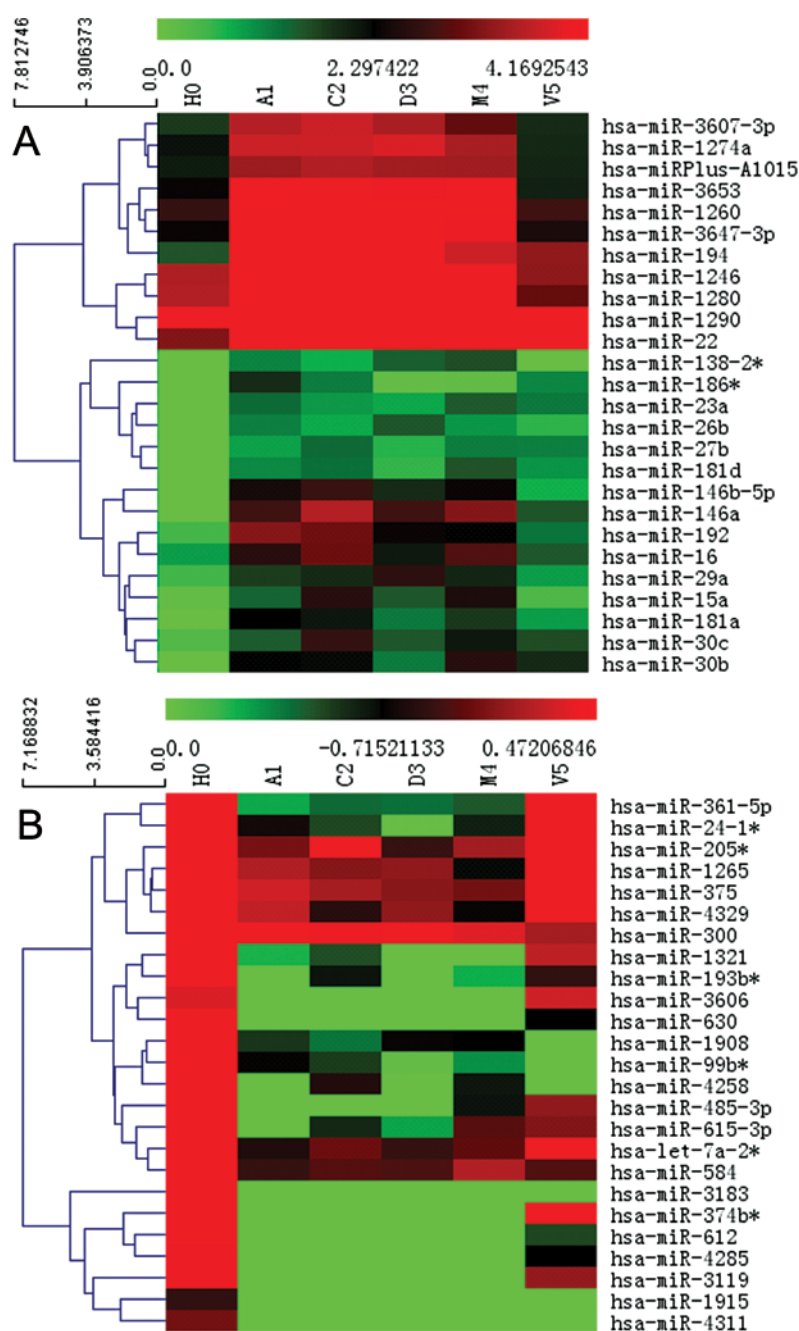 A
7.812746
3.906373
0.0
0.0 2.297422 4.1692543
H0 A1 C2 D3 M4 V5
hsa-miR-3607-3p
hsa-miR-1274a
hsa-miRPlus-A1015
hsa-miR-3653
hsa-miR-1260
hsa-miR-3647-3p
hsa-miR-194
hsa-miR-1246
hsa-miR-1280
hsa-miR-1290
hsa-miR-22
hsa-miR-138-2*
hsa-miR-186*
hsa-miR-23a
hsa-miR-26b
hsa-miR-27b
hsa-miR-181d
hsa-miR-146b-5p
hsa-miR-146a
hsa-miR-192
hsa-miR-16
hsa-miR-29a
hsa-miR-15a
hsa-miR-181a
hsa-miR-30c
hsa-miR-30b
B
7.168832
3.584416
0.0
0.0 -0.71521133 0.47206846
H0 A1 C2 D3 M4 V5
hsa-miR-361-5p
hsa-miR-24-1*
hsa-miR-205*
hsa-miR-1265
hsa-miR-375
hsa-miR-4329
hsa-miR-300
hsa-miR-1321
hsa-miR-193b*
hsa-miR-3606
hsa-miR-630
hsa-miR-1908
hsa-miR-99b*
hsa-miR-4258
hsa-miR-485-3p
hsa-miR-615-3p
hsa-let-7a-2*
hsa-miR-584
hsa-miR-3183
hsa-miR-374b*
hsa-miR-612
hsa-miR-4285
hsa-miR-3119
hsa-miR-1915
hsa-miR-4311